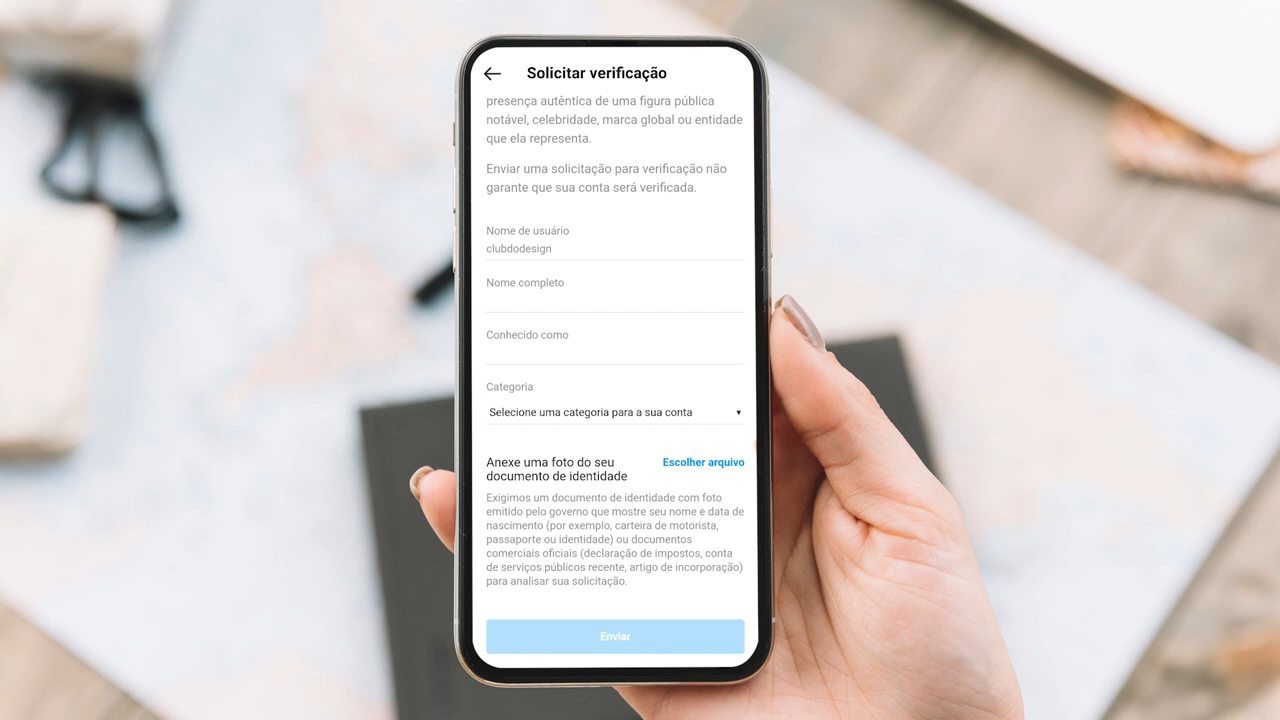 Solicitar verificação
presença autêntica de uma figura pública
notável, celebridade, marca global ou entidade
que ela representa.
Enviar uma solicitação para verificação não
garante que sua conta será verificada.
Nome de usuário
clubdodesign
Nome completo
Conhecido como
Categoria
Selecione uma categoria para a sua conta
Anexe uma foto do seu
documento de identidade
Escolher arquivo
Exigimos um documento de identidade com foto
emitido pelo governo que mostre seu nome e data de
nascimento (por exemplo, carteira de motorista,
passaporte ou identidade) ou documentos
comerciais oficiais (declaração de impostos, conta
de serviços públicos recente, artigo de incorporação)
para analisar sua solicitação.
Enviar